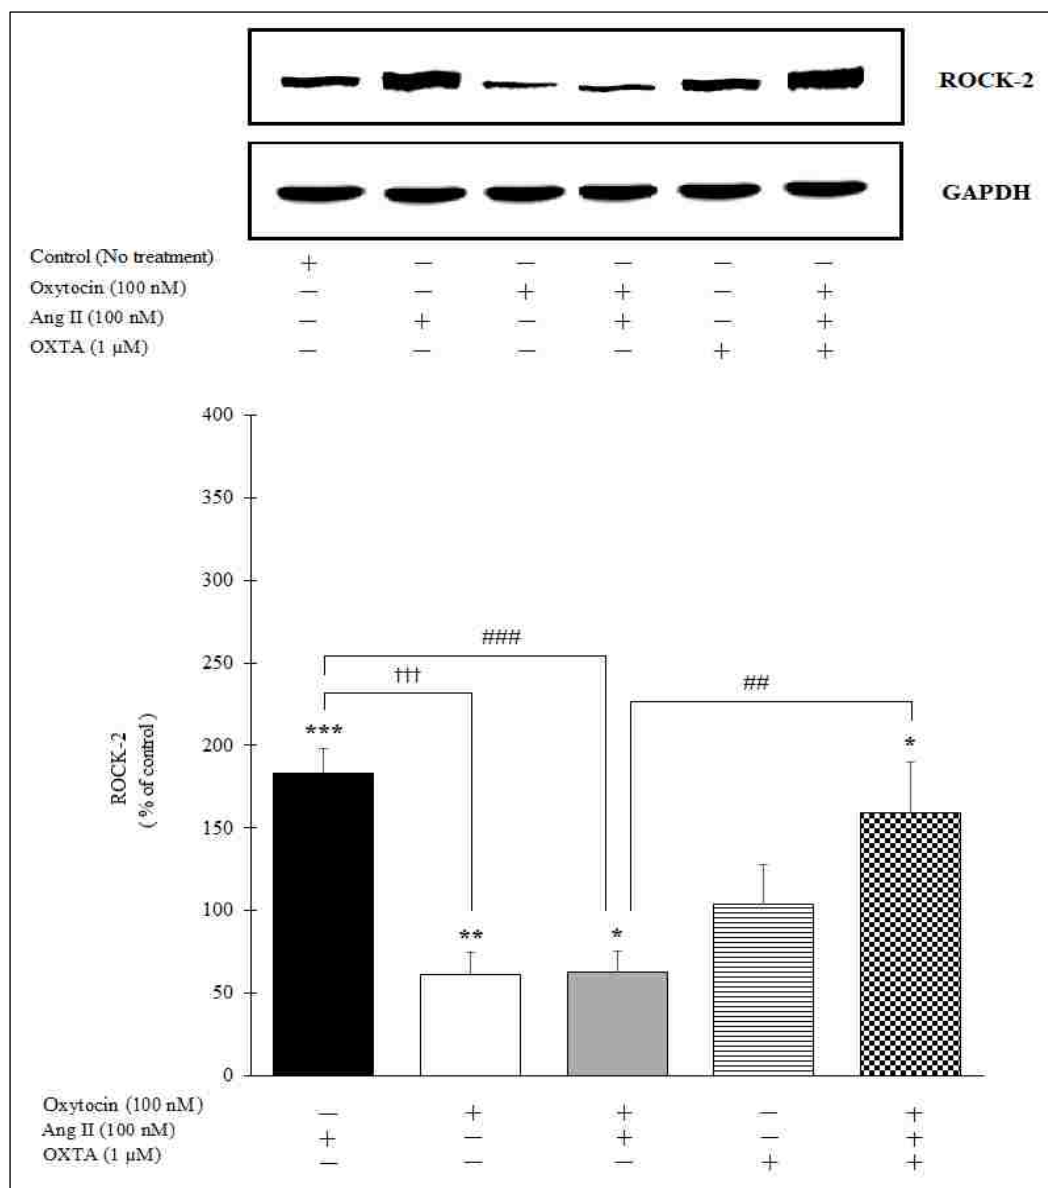 ROCK-2
GAPDH
Control (No treatment) + — — — — —
Oxytocin (100 nM) — — + + — +
Ang II (100 nM) — + — + — +
OXTA (1 µM) — — — — + +
400
350
300
250
200
150
100
50
0
ROCK-2
( % of control )
###
†††
##
***
**
*
*
Oxytocin (100 nM) — + + — +
Ang II (100 nM) + — + — +
OXTA (1 µM) — — — + +